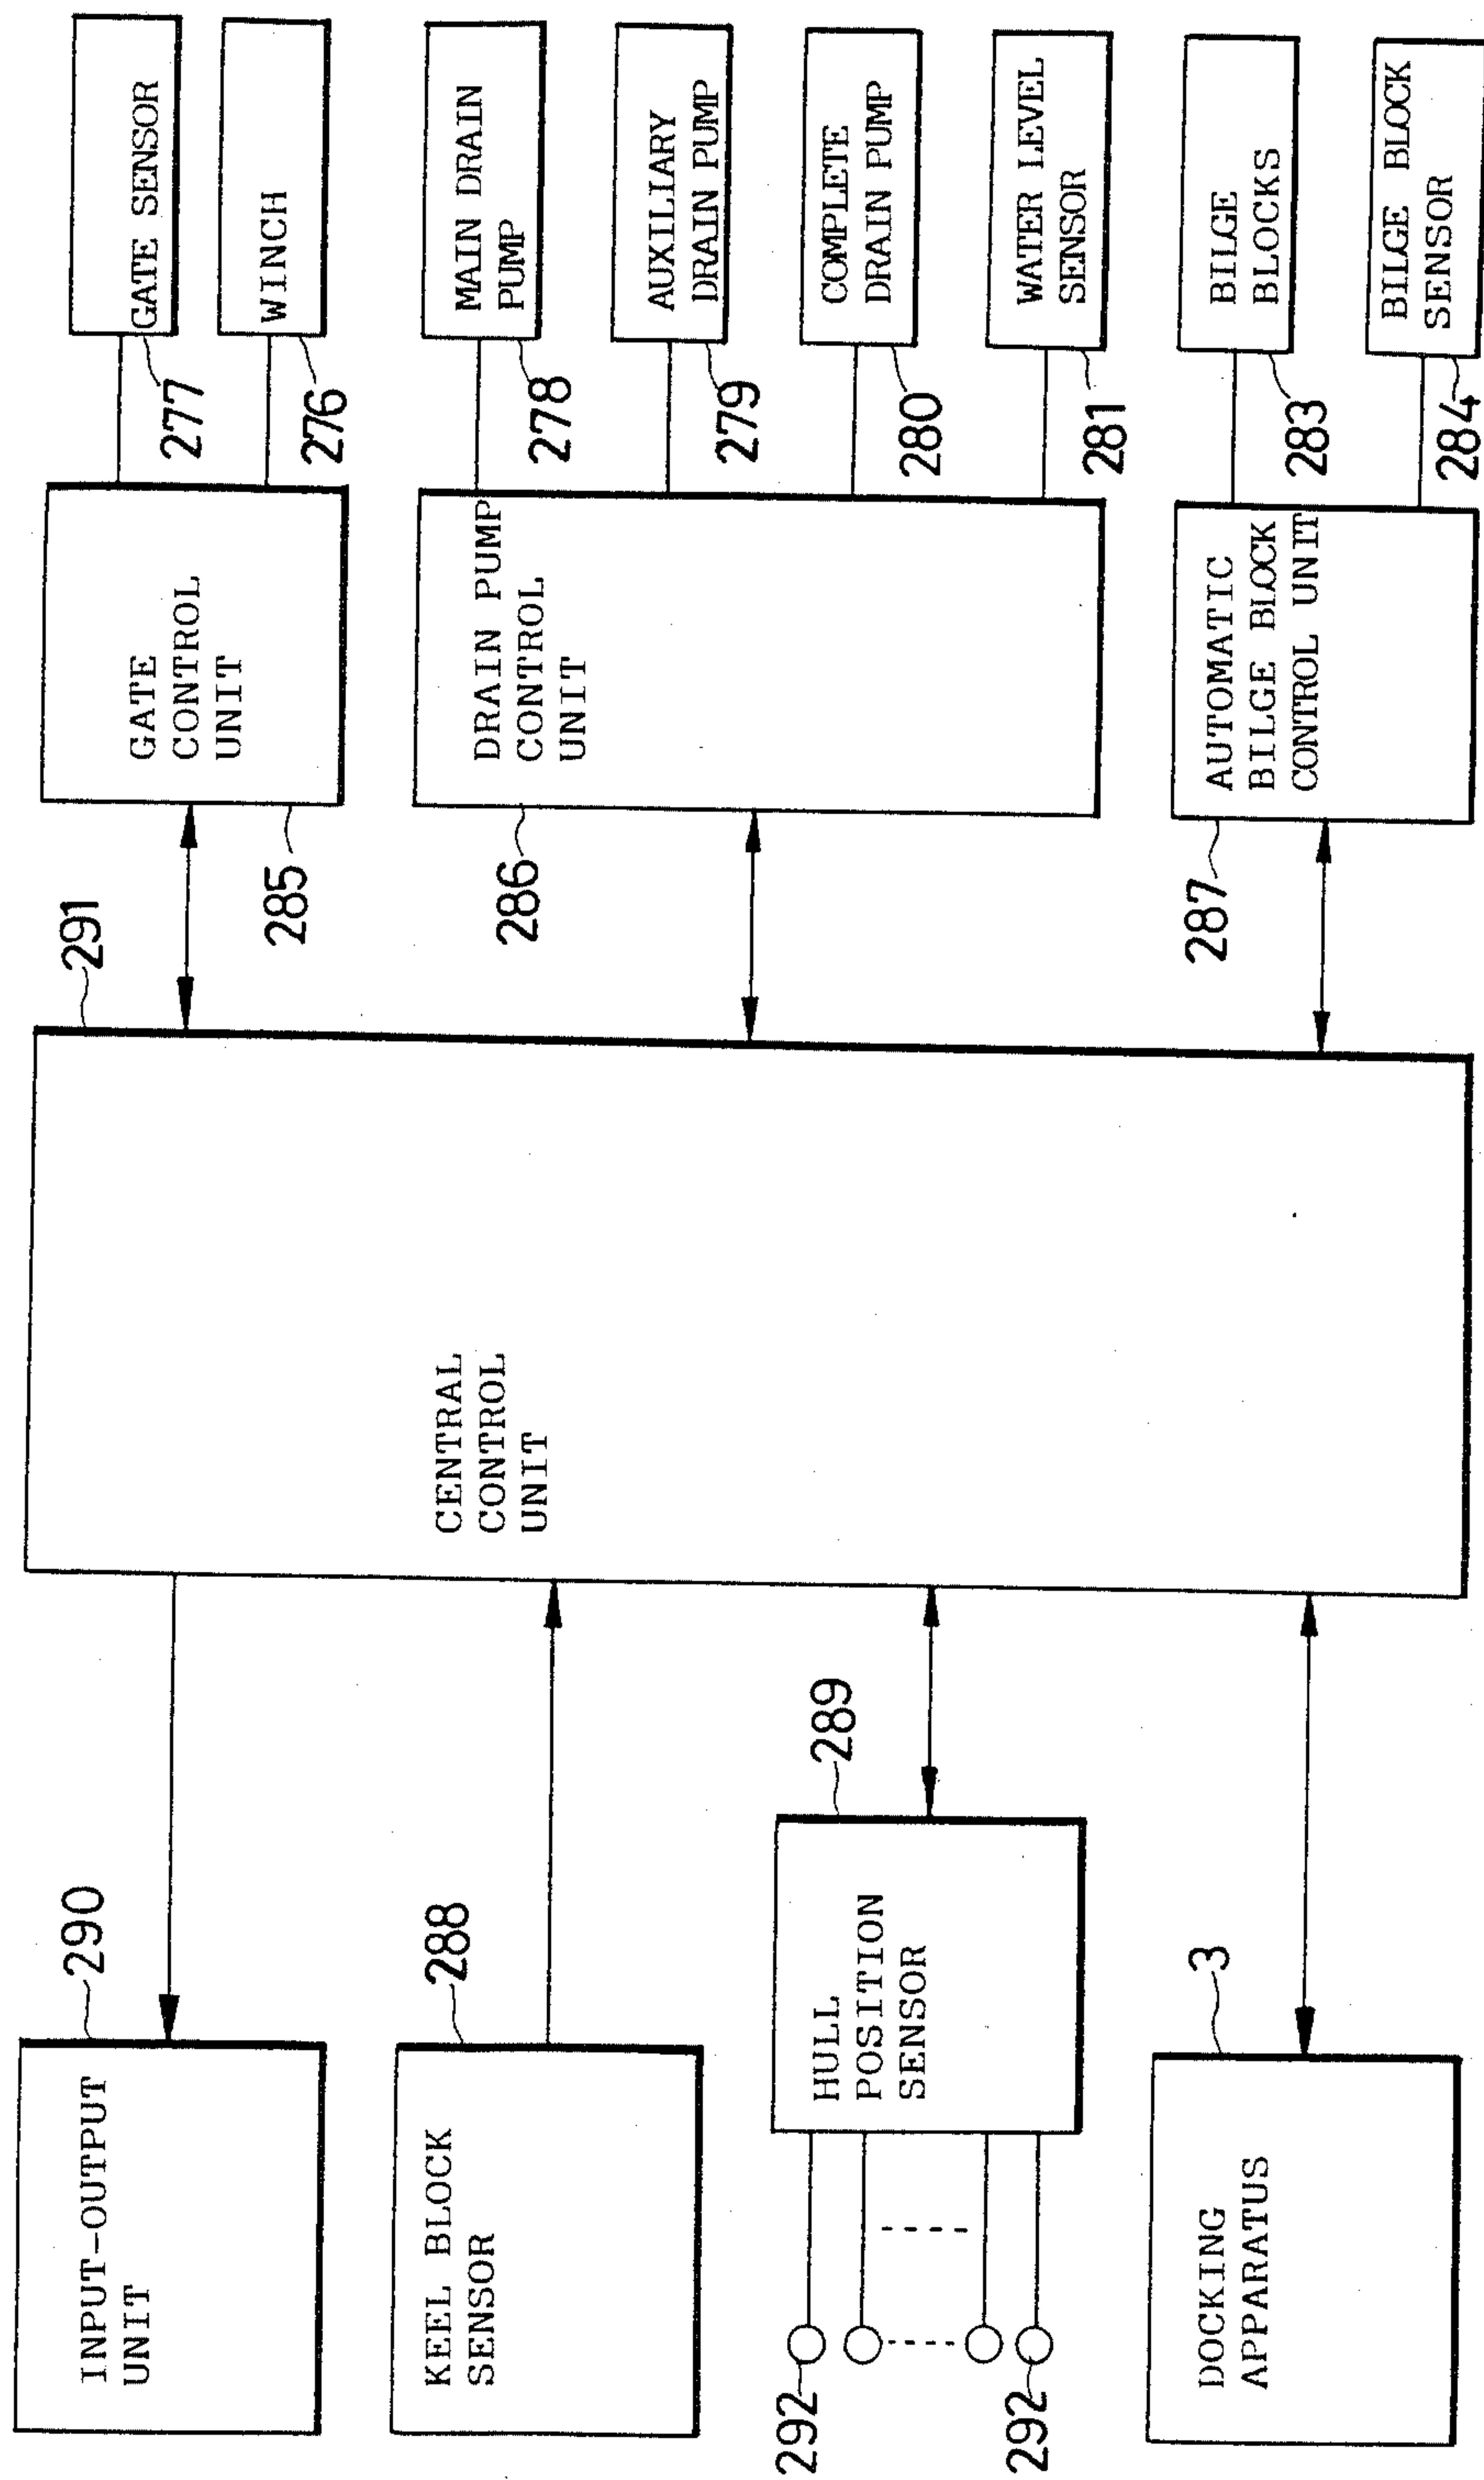 INPUT-OUTPUT
UNIT
290
KEEL BLOCK
SENSOR
288
HULL
POSITION
SENSOR
289
292
292
DOCKING
APPARATUS
3
CENTRAL
CONTROL
UNIT
291
GATE
CONTROL
UNIT
285
DRAIN PUMP
CONTROL
UNIT
286
AUTOMATIC
BILGE BLOCK
CONTROL UNIT
287
GATE SENSOR
277
WINCH
276
MAIN DRAIN
PUMP
278
AUXILIARY
DRAIN PUMP
279
COMPLETE
DRAIN PUMP
280
WATER LEVEL
SENSOR
281
BILGE
BLOCKS
283
BILGE BLOCK
SENSOR
284